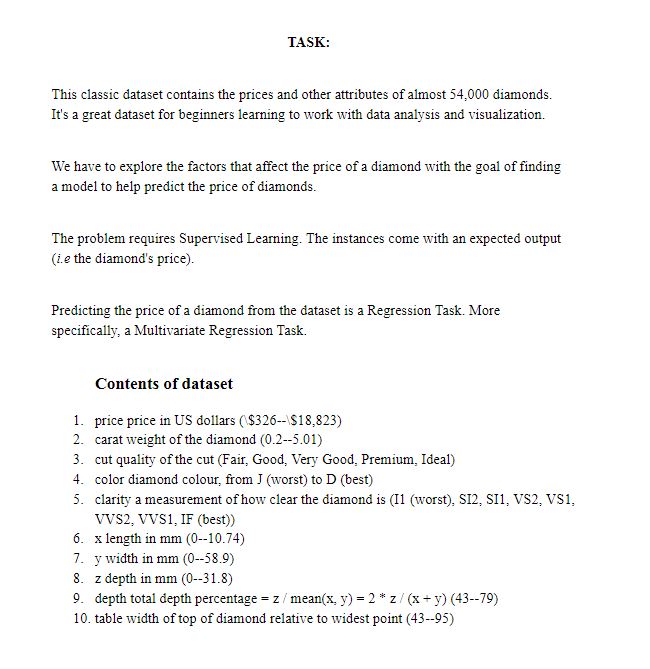 TASK:
This classic dataset contains the prices and other attributes of almost 54,000 diamonds.
It's a great dataset for beginners learning to work with data analysis and visualization.
We have to explore the factors that affect the price of a diamond with the goal of finding
a model to help predict the price of diamonds.
The problem requires Supervised Learning. The instances come with an expected output
(i.e the diamond's price).
Predicting the price of a diamond from the dataset is a Regression Task. More
specifically, a Multivariate Regression Task.
Contents of dataset
1. price price in US dollars (\$326--\$18,823)
2. carat weight of the diamond (0.2--5.01)
3. cut quality of the cut (Fair, Good, Very Good, Premium, Ideal)
4. color diamond colour, from J (worst) to D (best)
5. clarity a measurement of how clear the diamond is (I1 (worst), SI2, SI1, VS2, VS1,
VVS2, VVS1, IF (best))
6. x length in mm (0--10.74)
7. y width in mm (0--58.9)
8. z depth in mm (0--31.8)
9. depth total depth percentage = z / mean(x, y) = 2 * z / (x + y) (43--79)
10. table width of top of diamond relative to widest point (43--95)